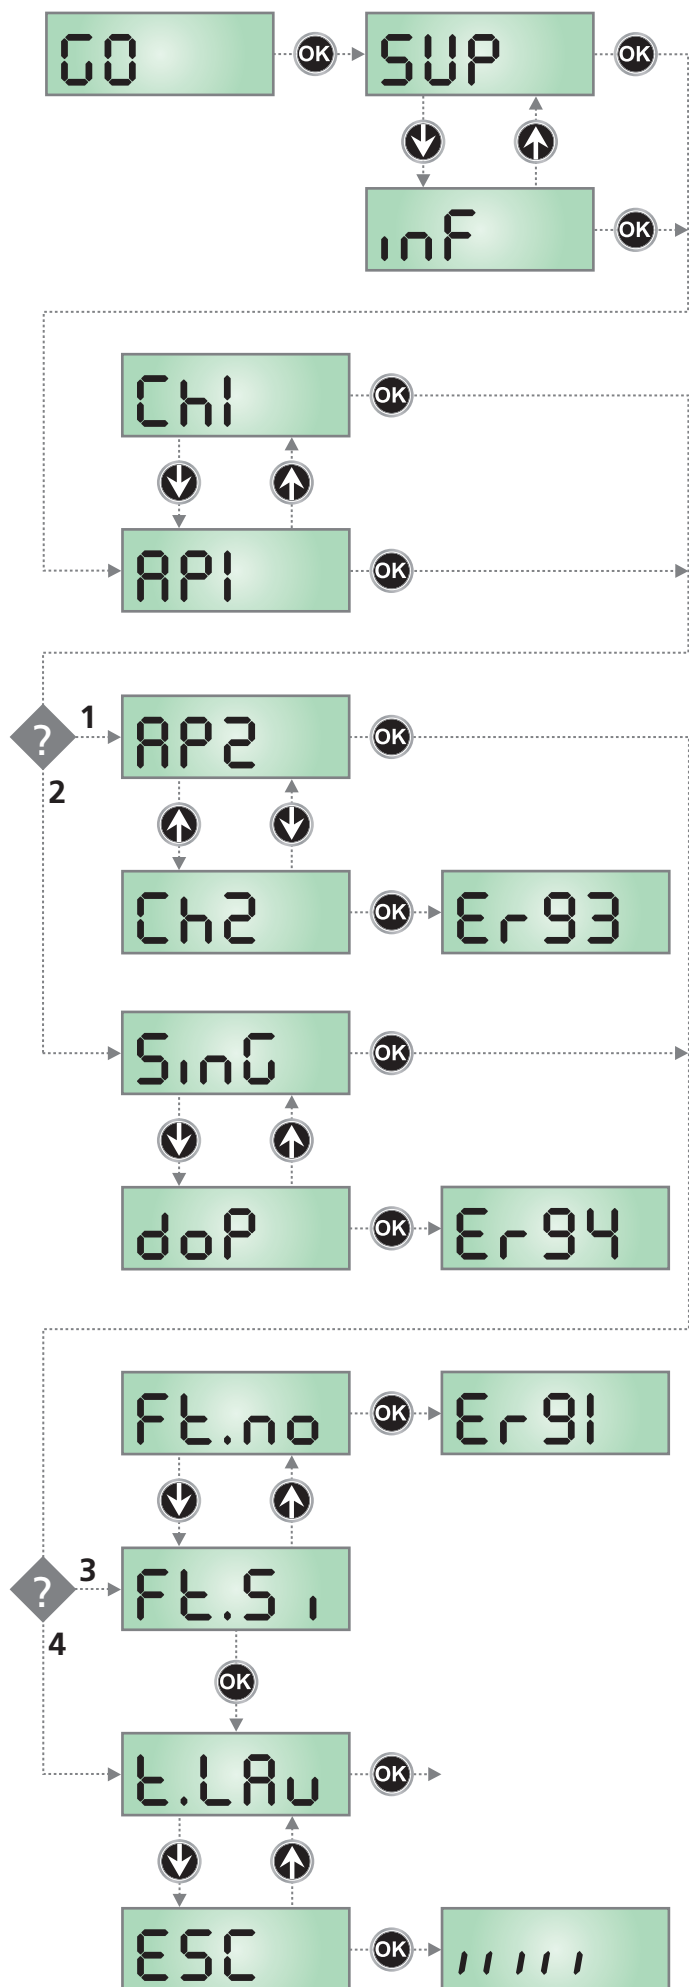 GO OK SUP OK
inF OK
Ch1 OK
AP1 OK
? 1 AP2 OK
2
Ch2 OK Er93
SinG OK
doP OK Er94
Ft.no OK Er91
? 3 Ft.Si
4
OK
t.LAv OK
ESC OK